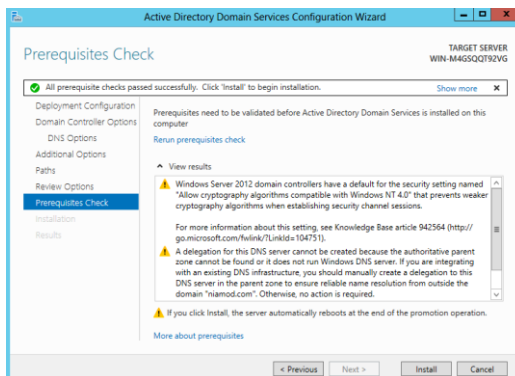 Active Directory Domain Services Configuration Wizard
Prerequisites Check
TARGET SERVER
WIN-M4GSQQT92VG
All prerequisite checks passed successfully. Click 'Install' to begin installation.
Show more
Deployment Configuration
Domain Controller Options
DNS Options
Additional Options
Paths
Review Options
Prerequisites Check
Installation
Results
Prerequisites need to be validated before Active Directory Domain Services is installed on this
computer
Rerun prerequisites check
View results
Windows Server 2012 domain controllers have a default for the security setting named
"Allow cryptography algorithms compatible with Windows NT 4.0" that prevents weaker
cryptography algorithms when establishing security channel sessions.
For more information about this setting, see Knowledge Base article 942564 (http://
go.microsoft.com/fwlink/?LinkId=104751).
A delegation for this DNS server cannot be created because the authoritative parent
zone cannot be found or it does not run Windows DNS server. If you are integrating
with an existing DNS infrastructure, you should manually create a delegation to this
DNS server in the parent zone to ensure reliable name resolution from outside the
domain "niamod.com". Otherwise, no action is required.
If you click Install, the server automatically reboots at the end of the promotion operation.
More about prerequisites
< Previous
Next >
Install
Cancel